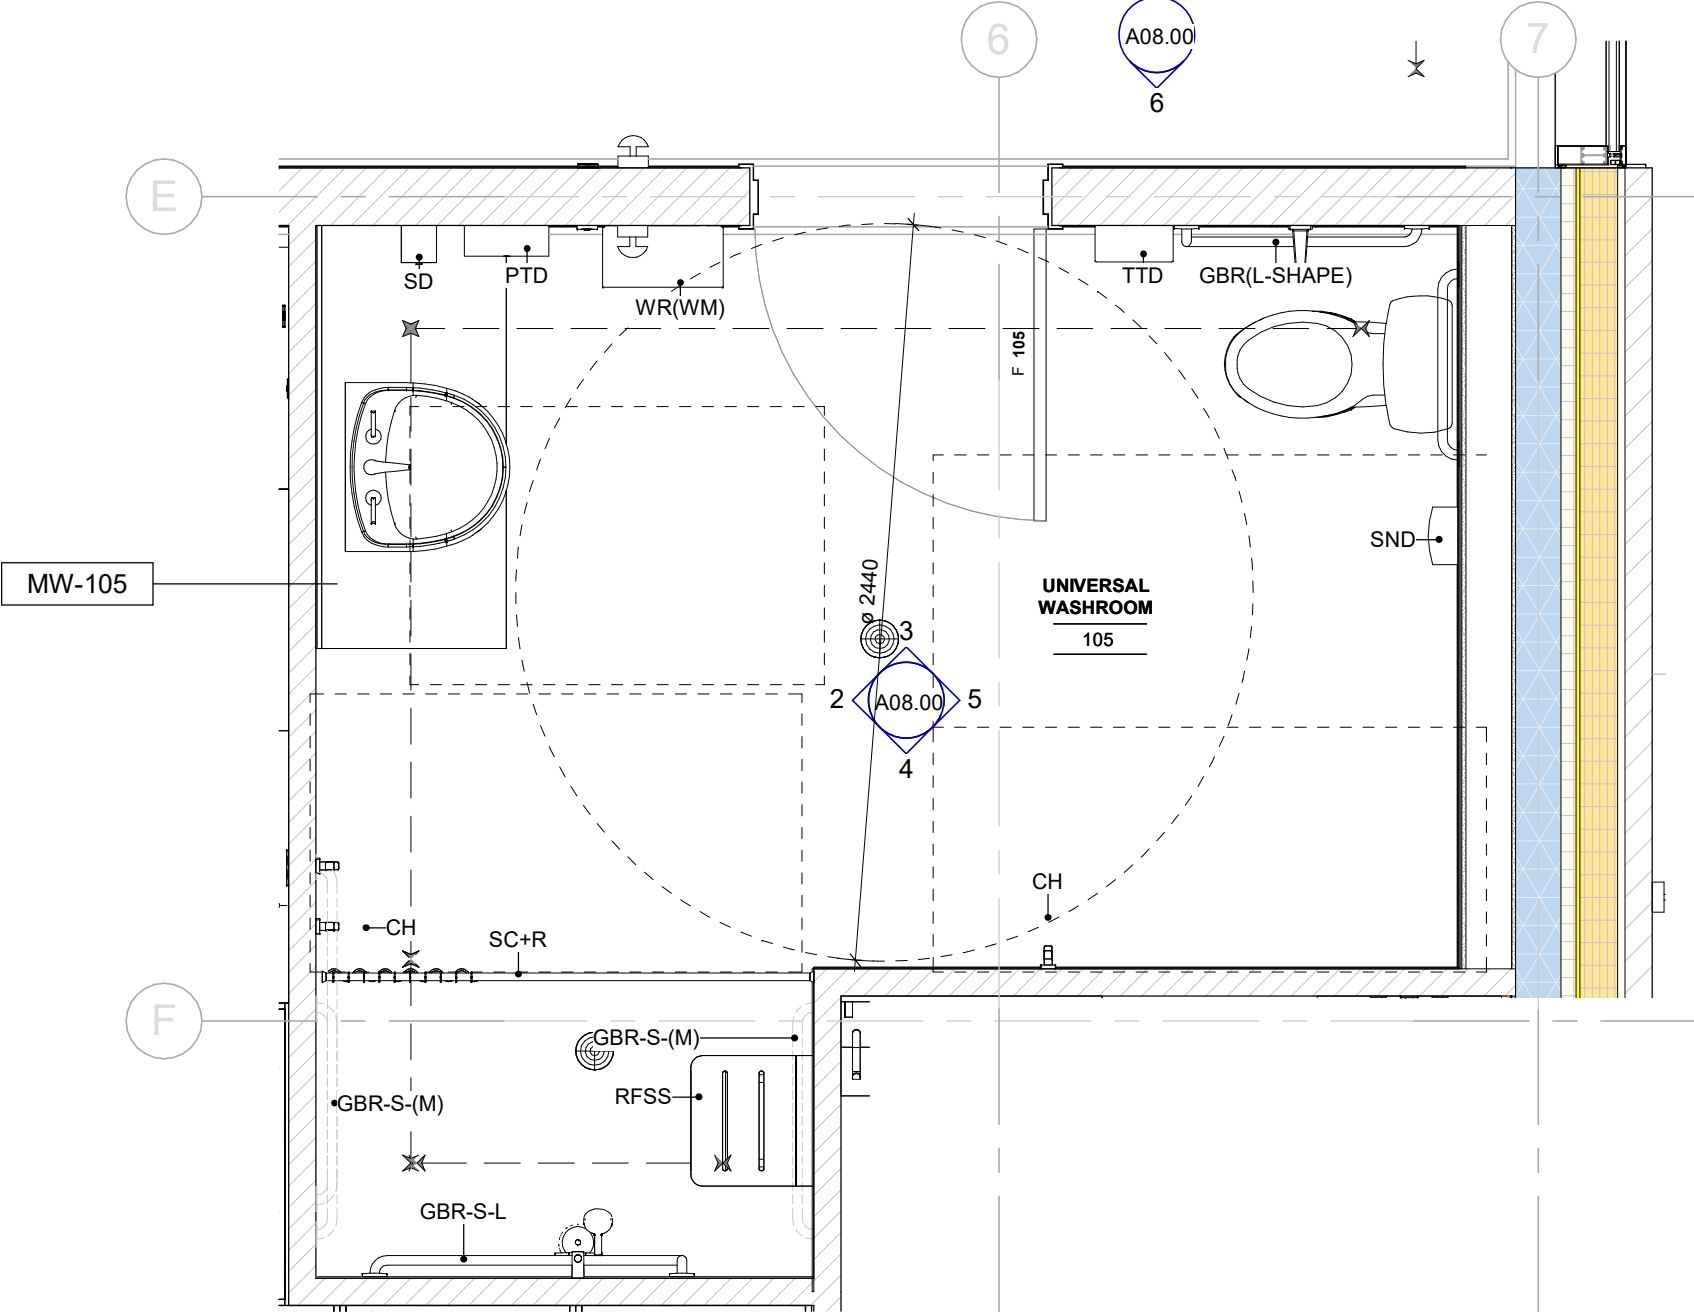 6
A08.00
7
6
E
SD
PTD
WR(WM)
TTD
GBR(L-SHAPE)
F 105
SND
MW-105
ø 2440
UNIVERSAL
WASHROOM
105
3
2
A08.00
5
4
CH
CH
SC+R
F
GBR-S-(M)
RFSS
GBR-S-(M)
GBR-S-L